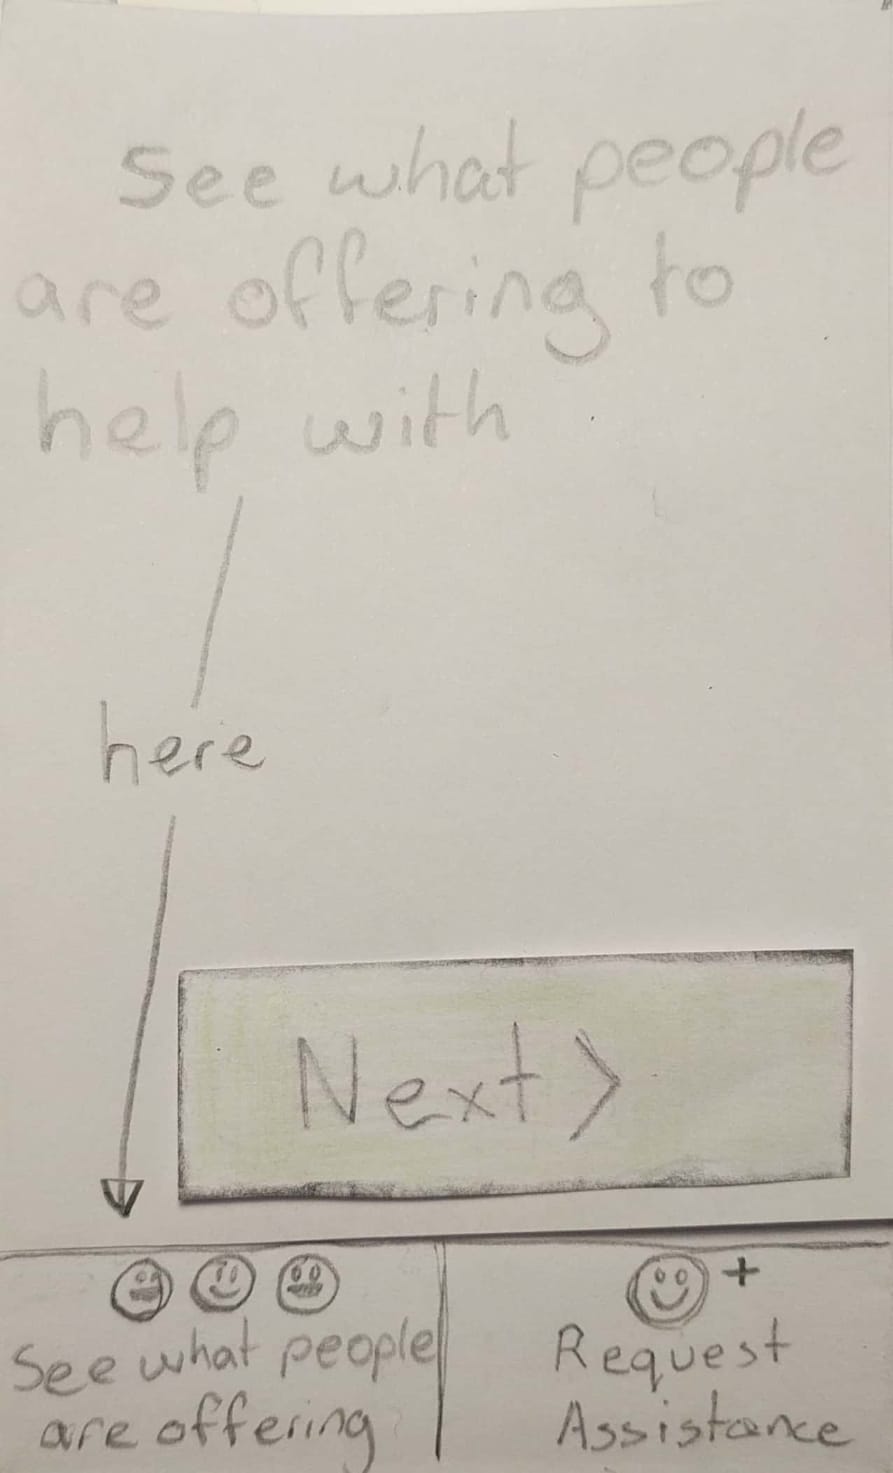 See what people
are offering to
help with
here
Next >
+
See what people
are offering
Request
Assistance